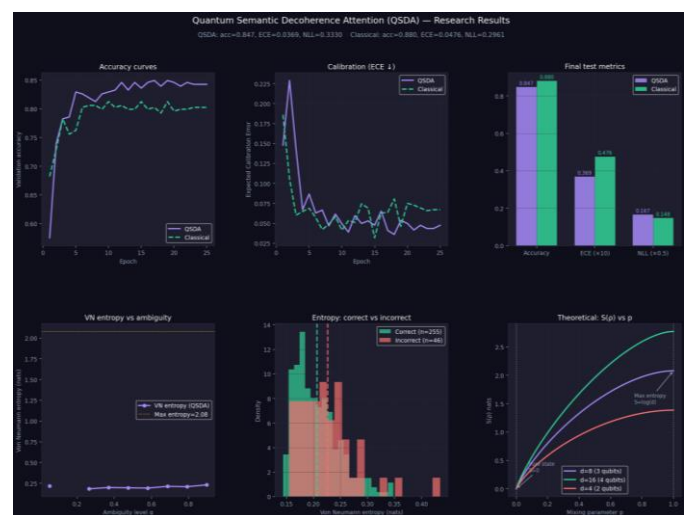 Quantum Semantic Decoherence Attention (QSDA) — Research Results
QSDA: acc=0.847, ECE=0.0369, NLL=0.3330   Classical: acc=0.880, ECE=0.0476, NLL=0.2961
Accuracy curves
Validation accuracy
0.85
0.80
0.75
0.70
0.65
0.60
0 5 10 15 20 25
Epoch
QSDA
Classical
Calibration (ECE ↓)
Expected Calibration Error
0.225
0.200
0.175
0.150
0.125
0.100
0.075
0.050
0.025
0 5 10 15 20 25
Epoch
QSDA
Classical
Final test metrics
0.8
0.6
0.4
0.2
0.0
0.847 0.880
0.369 0.476
0.167 0.148
Accuracy ECE (×10) NLL (×0.5)
QSDA
Classical
VN entropy vs ambiguity
Von Neumann entropy (nats)
2.00
1.75
1.50
1.25
1.00
0.75
0.50
0.25
0.2 0.4 0.6 0.8
Ambiguity level α
VN entropy (QSDA)
Max entropy=2.08
Entropy: correct vs incorrect
Density
14
12
10
8
6
4
2
0
0.15 0.20 0.25 0.30 0.35 0.40
Von Neumann entropy (nats)
Correct (n=255)
Incorrect (n=46)
Theoretical: S(ρ) vs p
S(ρ) nats
2.5
2.0
1.5
1.0
0.5
0.0
0.0 0.2 0.4 0.6 0.8 1.0
Mixing parameter p
Max entropy
S=log(d)
state
d=8 (3 qubits)
d=16 (4 qubits)
d=4 (2 qubits)